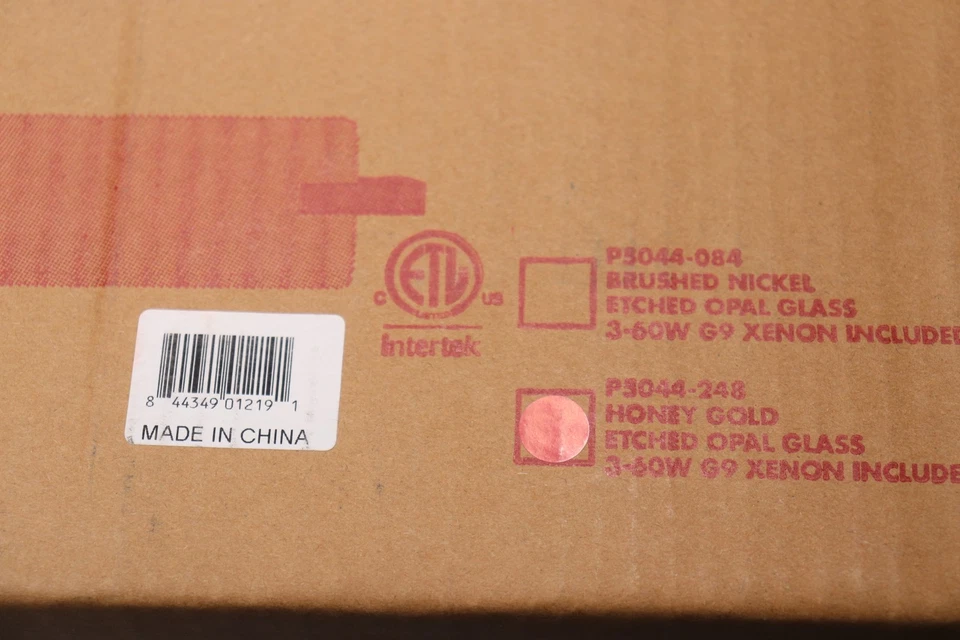 P5044-084
BRUSHED NICKEL
ETCHED OPAL GLASS
3-60W G9 XENON INCLUDED
ETL
C US
Intertek
P5044-248
HONEY GOLD
ETCHED OPAL GLASS
3-60W G9 XENON INCLUDE
8 44349 01219 1
MADE IN CHINA